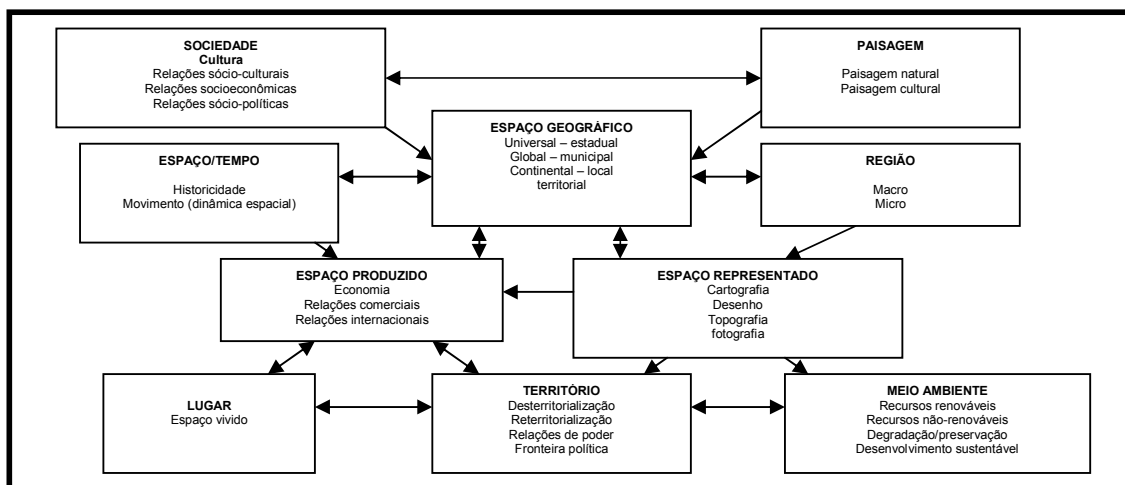 SOCIEDADE
Cultura
Relações sócio-culturais
Relações socioeconômicas
Relações sócio-políticas
PAISAGEM
Paisagem natural
Paisagem cultural
ESPAÇO GEOGRÁFICO
Universal – estadual
Global – municipal
Continental – local
territorial
ESPAÇO/TEMPO
Historicidade
Movimento (dinâmica espacial)
REGIÃO
Macro
Micro
ESPAÇO PRODUZIDO
Economia
Relações comerciais
Relações internacionais
ESPAÇO REPRESENTADO
Cartografia
Desenho
Topografia
fotografia
LUGAR
Espaço vivido
TERRITÓRIO
Desterritorialização
Reterritorialização
Relações de poder
Fronteira política
MEIO AMBIENTE
Recursos renováveis
Recursos não-renováveis
Degradação/preservação
Desenvolvimento sustentável